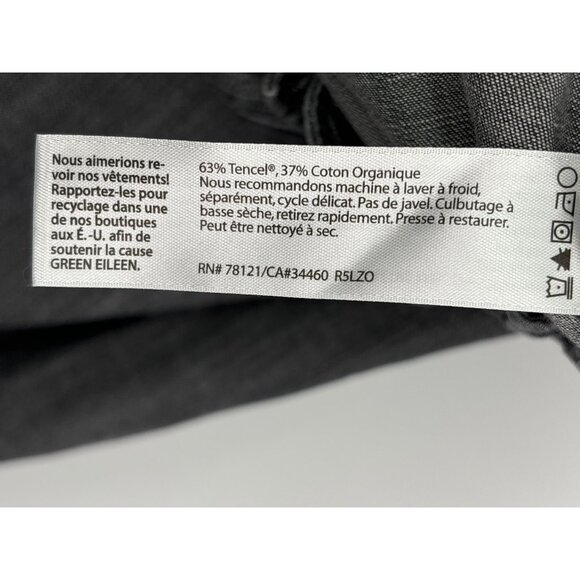 Nous aimerions re-
voir nos vêtements!
Rapportez-les pour
recyclage dans une
de nos boutiques
aux É.-U. afin de
soutenir la cause
GREEN EILEEN.
63% Tencel®, 37% Coton Organique
Nous recommandons machine à laver à froid,
séparément, cycle délicat. Pas de javel. Culbutage à
basse sèche, retirez rapidement. Presse à restaurer.
Peut être nettoyé à sec.
RN# 78121/CA#34460 R5LZO